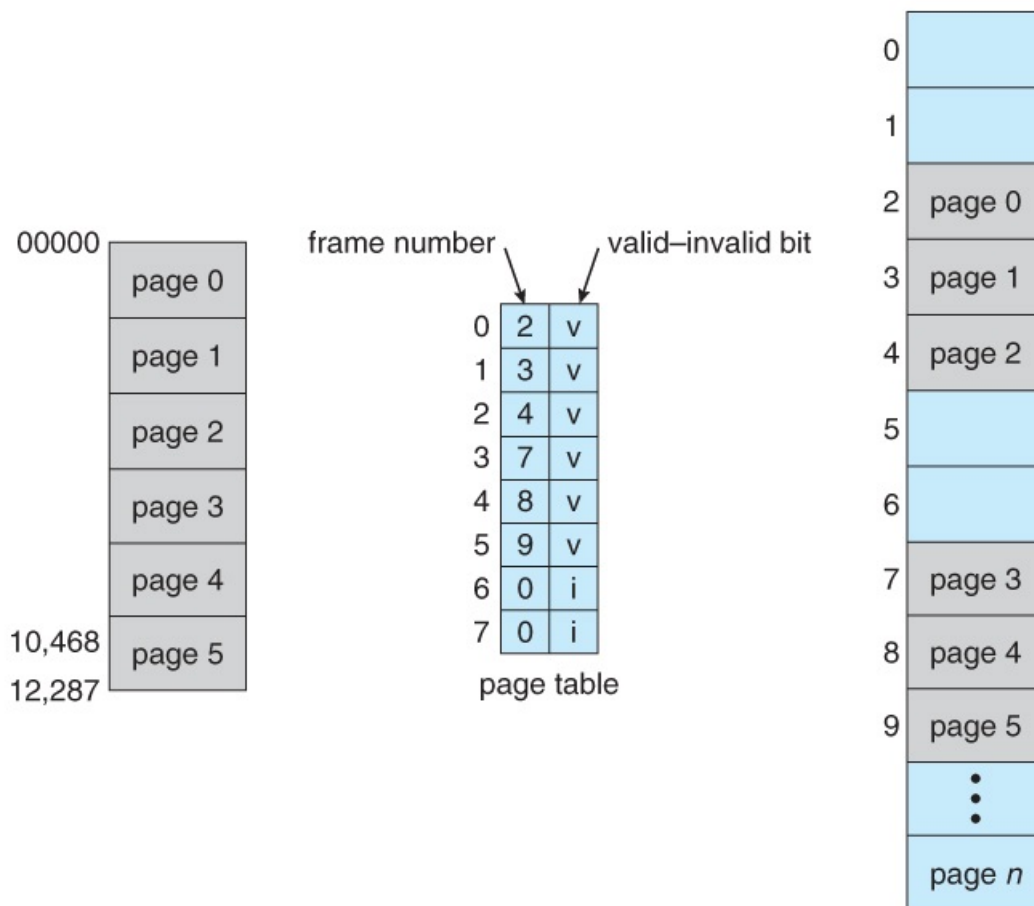 00000
page 0
page 1
page 2
page 3
page 4
10,468
page 5
12,287
frame number
valid–invalid bit
0 2 v
1 3 v
2 4 v
3 7 v
4 8 v
5 9 v
6 0 i
7 0 i
page table
0
1
2 page 0
3 page 1
4 page 2
5
6
7 page 3
8 page 4
9 page 5
page n